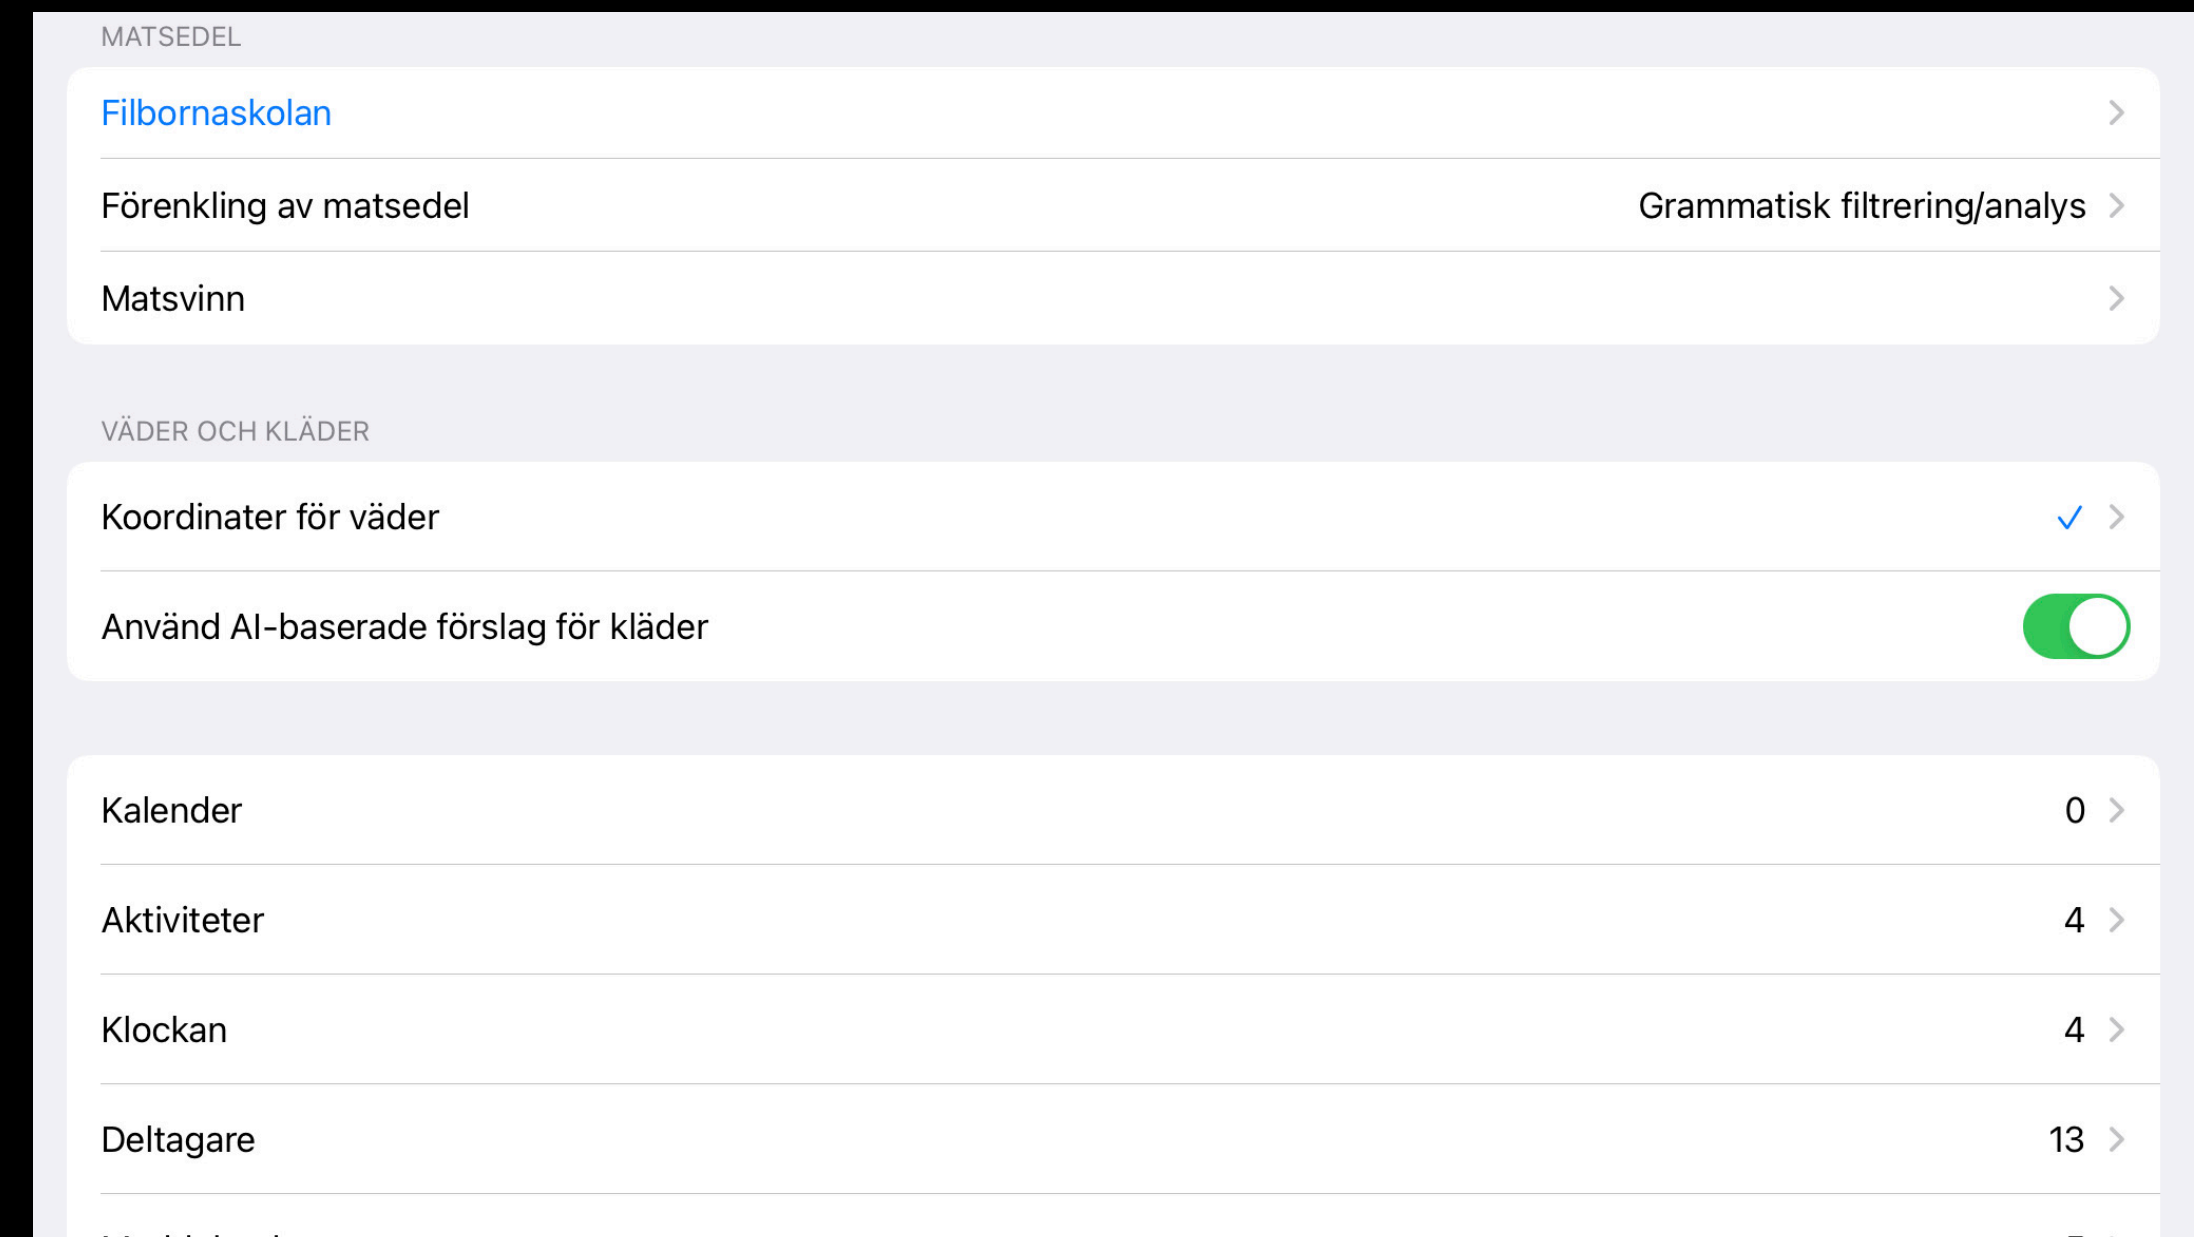 MATSEDEL
Filbornaskolan
Förenkling av matsedel Grammatisk filtrering/analys
Matsvinn
VÄDER OCH KLÄDER
Koordinater för väder
Använd AI-baserade förslag för kläder
Kalender 0
Aktiviteter 4
Klockan 4
Deltagare 13